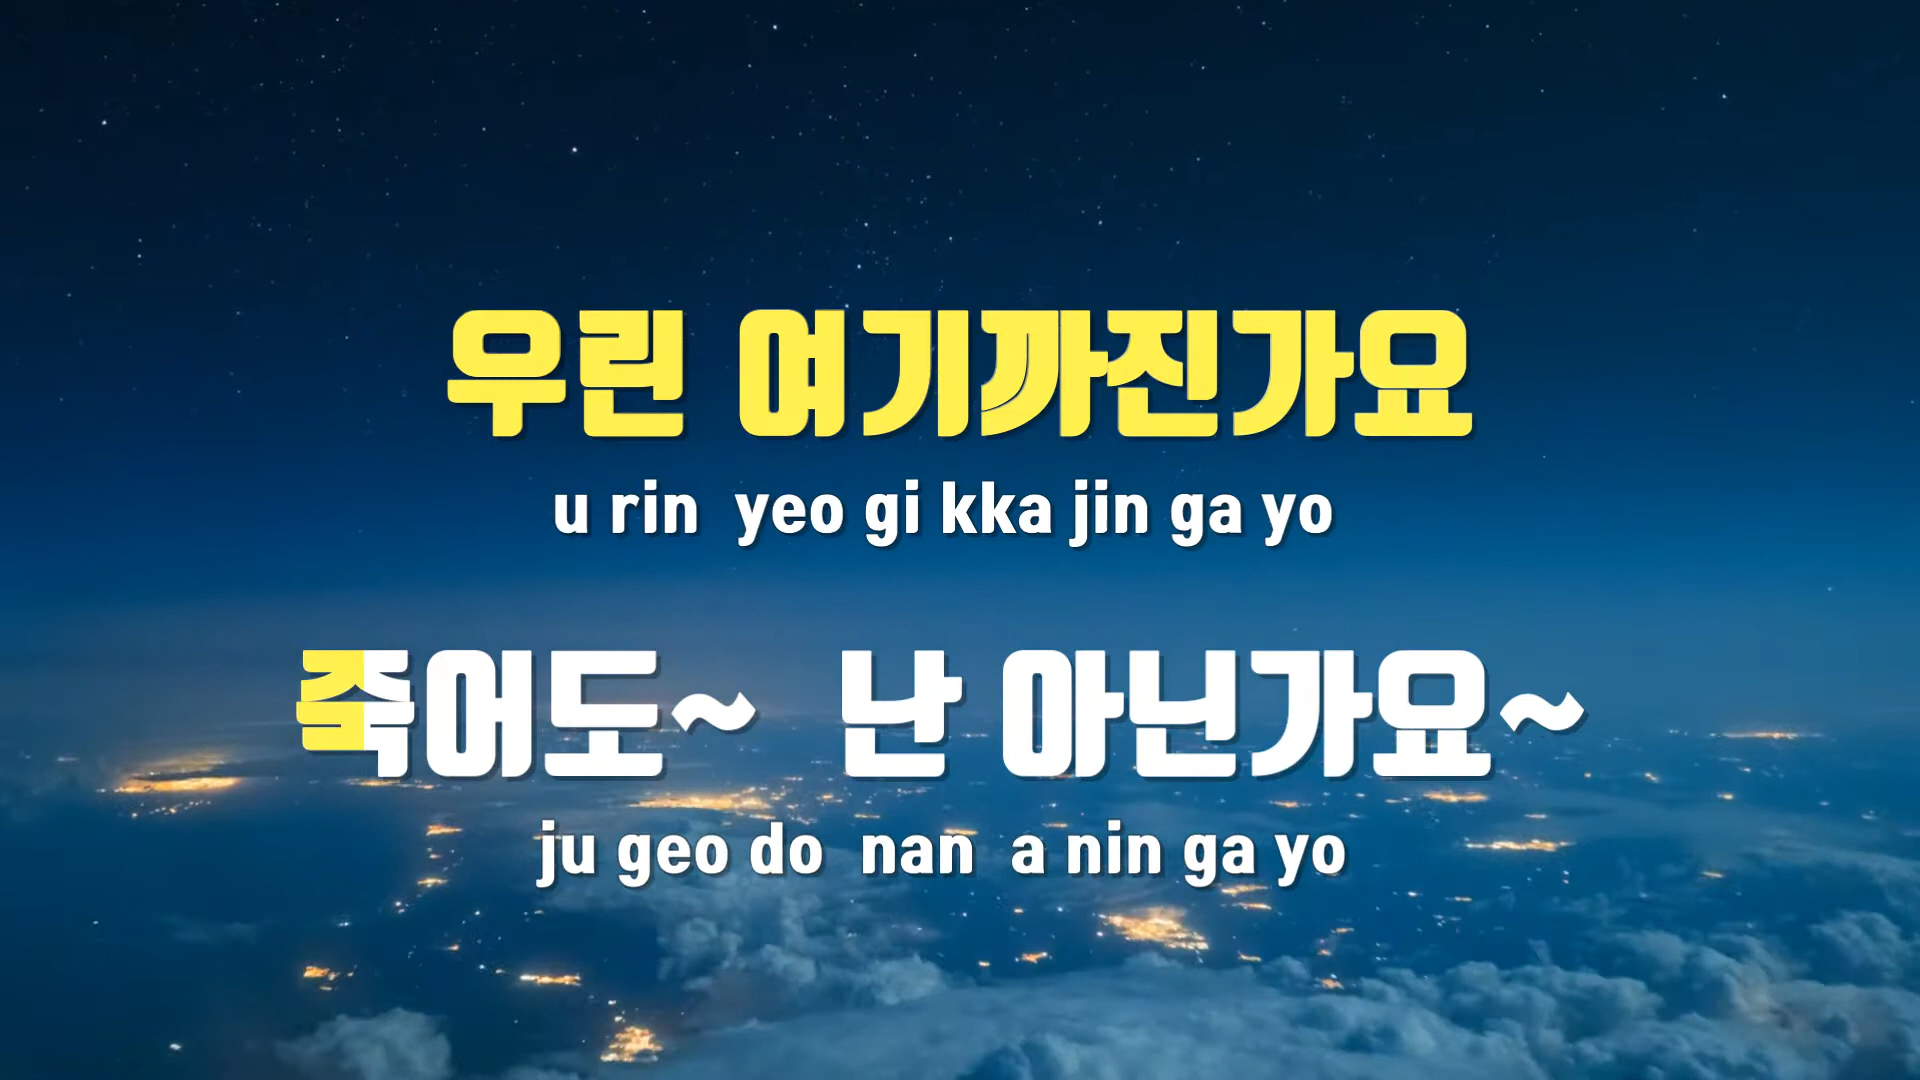 우린 여기까진가요
u rin yeo gi kka jin ga yo
죽어도~ 난 아닌가요~
ju geo do nan a nin ga yo